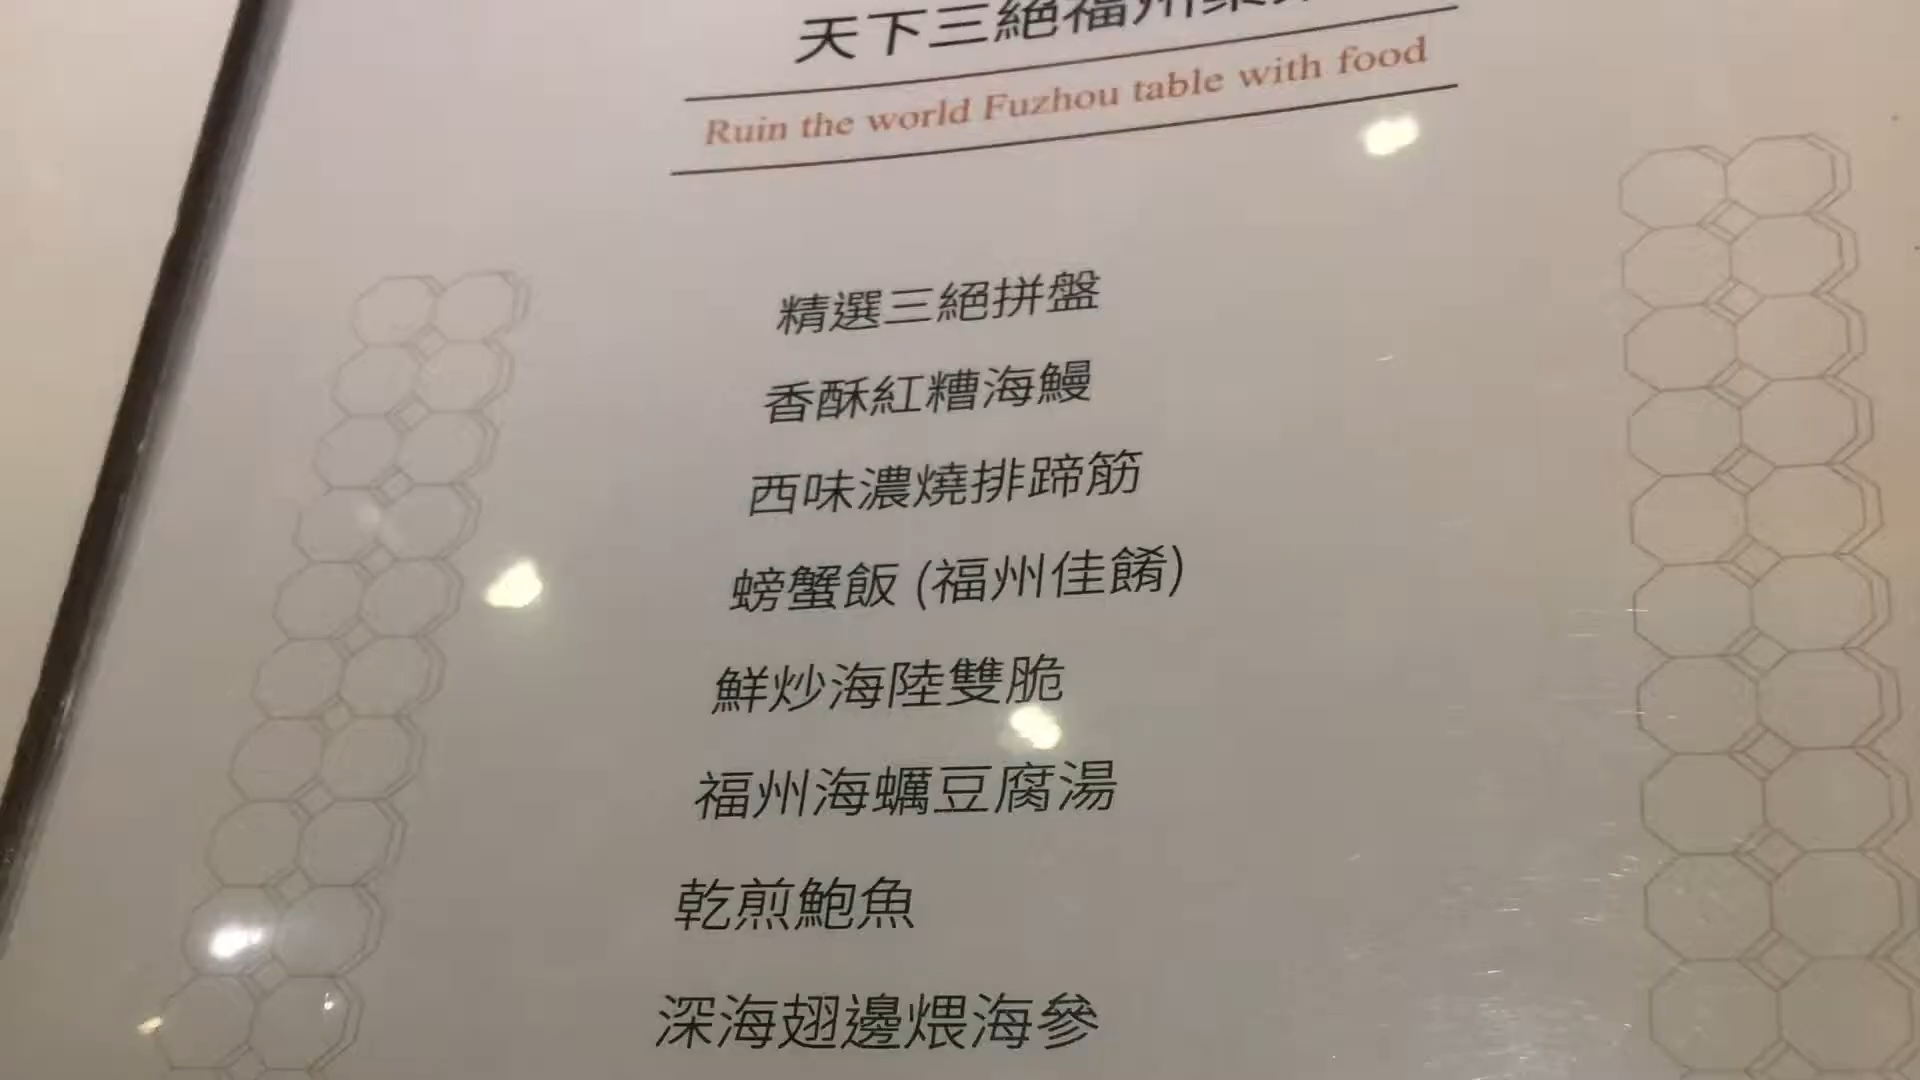 天下三絕福州
Ruin the world Fuzhou table with food
精選三絕拼盤
香酥紅糟海鰻
西味濃燒排蹄筋
螃蟹飯 (福州佳餚)
鮮炒海陸雙脆
福州海蠣豆腐湯
乾煎鮑魚
深海翅邊煨海參